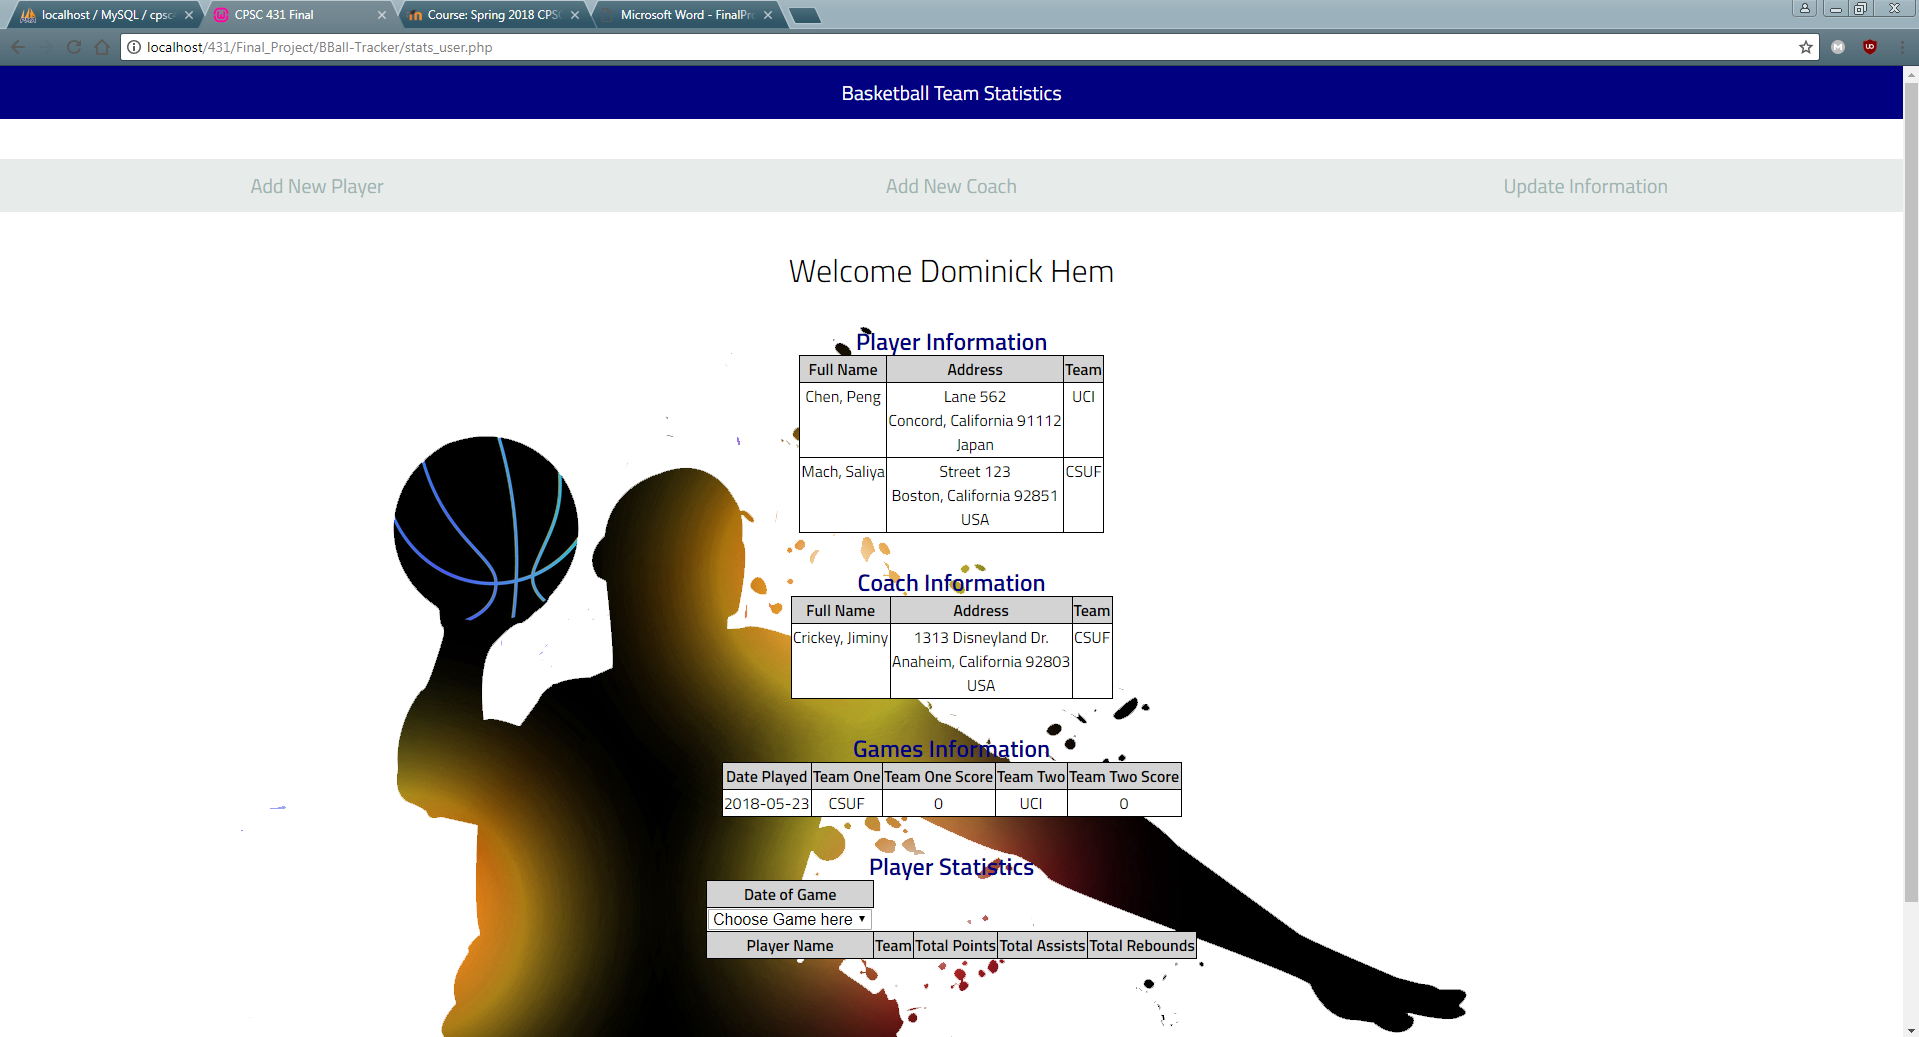 localhost / MySQL / cpsc-
CPSC 431 Final
Course: Spring 2018 CPSC
Microsoft Word - FinalPro
localhost/431/Final_Project/BBall-Tracker/stats_user.php
Basketball Team Statistics
Add New Player Add New Coach Update Information
Welcome Dominick Hem
Player Information
Full Name Address Team
Chen, Peng Lane 562 UCI
Concord, California 91112
Japan
Mach, Saliya Street 123 CSUF
Boston, California 92851
USA
Coach Information
Full Name Address Team
Crickey, Jiminy 1313 Disneyland Dr. CSUF
Anaheim, California 92803
USA
Games Information
Date Played Team One Team One Score Team Two Team Two Score
2018-05-23 CSUF 0 UCI 0
Player Statistics
Date of Game
Choose Game here
Player Name Team Total Points Total Assists Total Rebounds